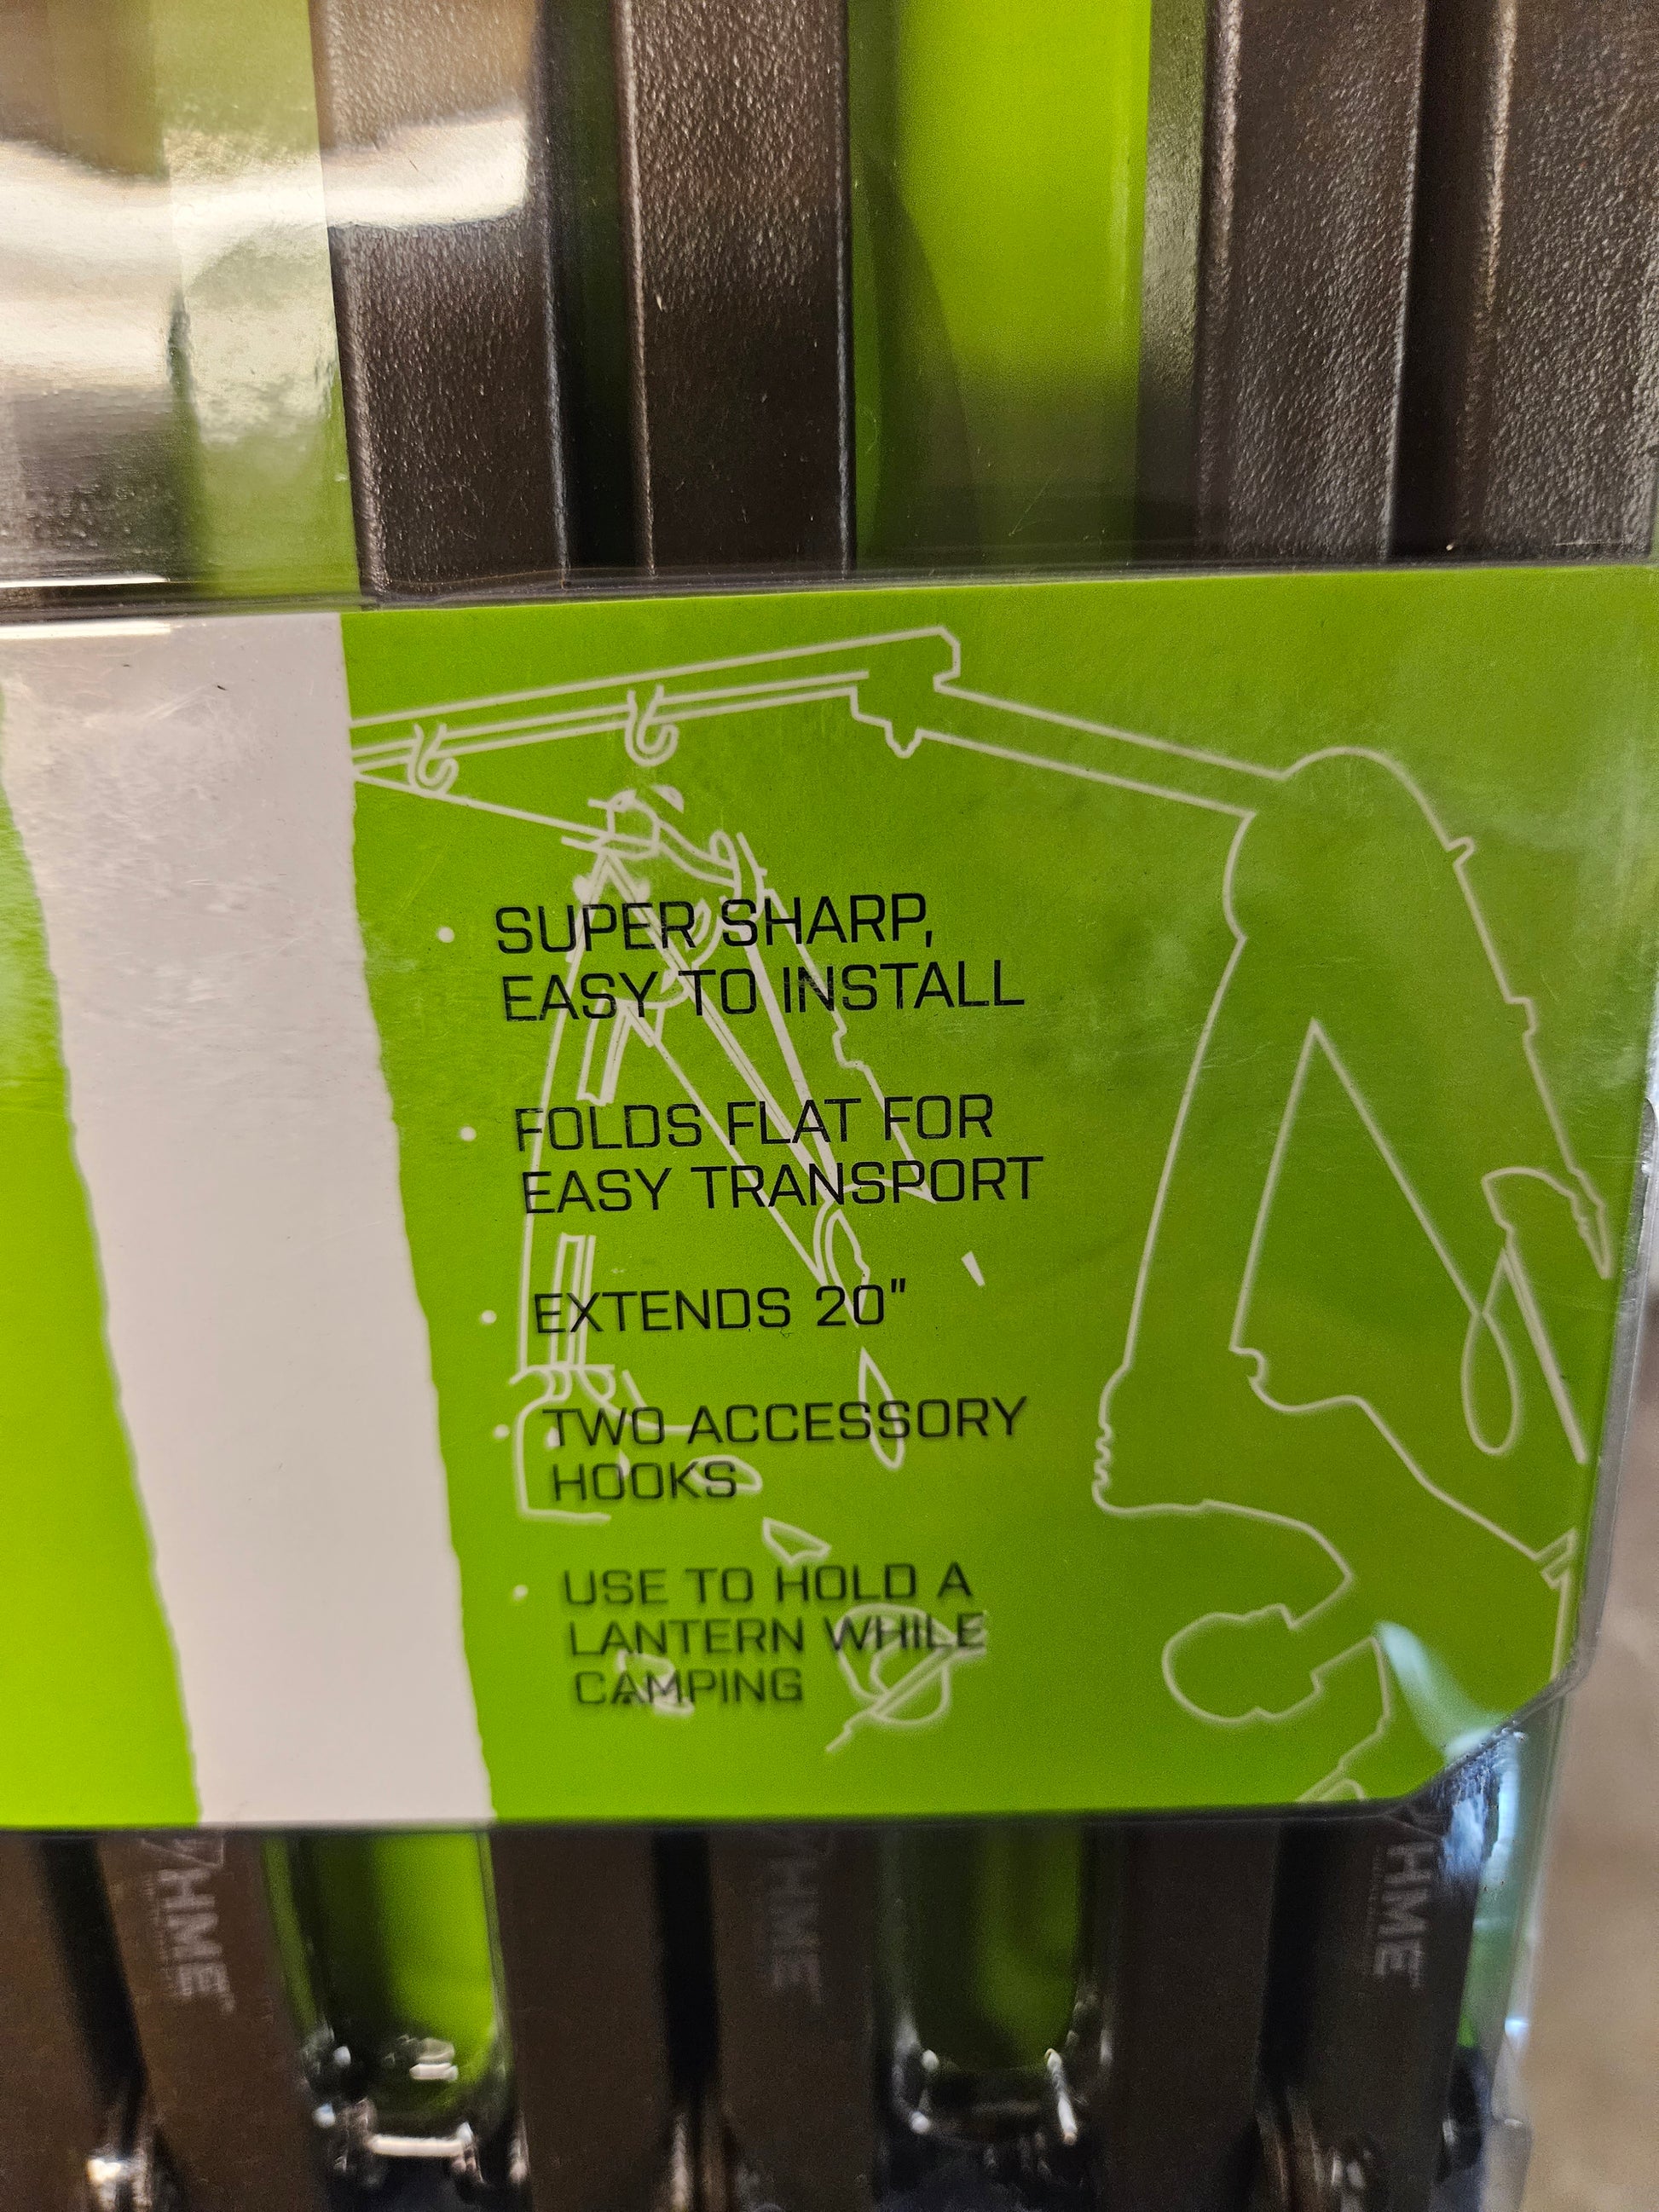 SUPER SHARP,
EASY TO INSTALL
FOLDS FLAT FOR
EASY TRANSPORT
EXTENDS 20"
TWO ACCESSORY
HOOKS
USE TO HOLD A
LANTERN WHILE
CAMPING
HME
HME
HME